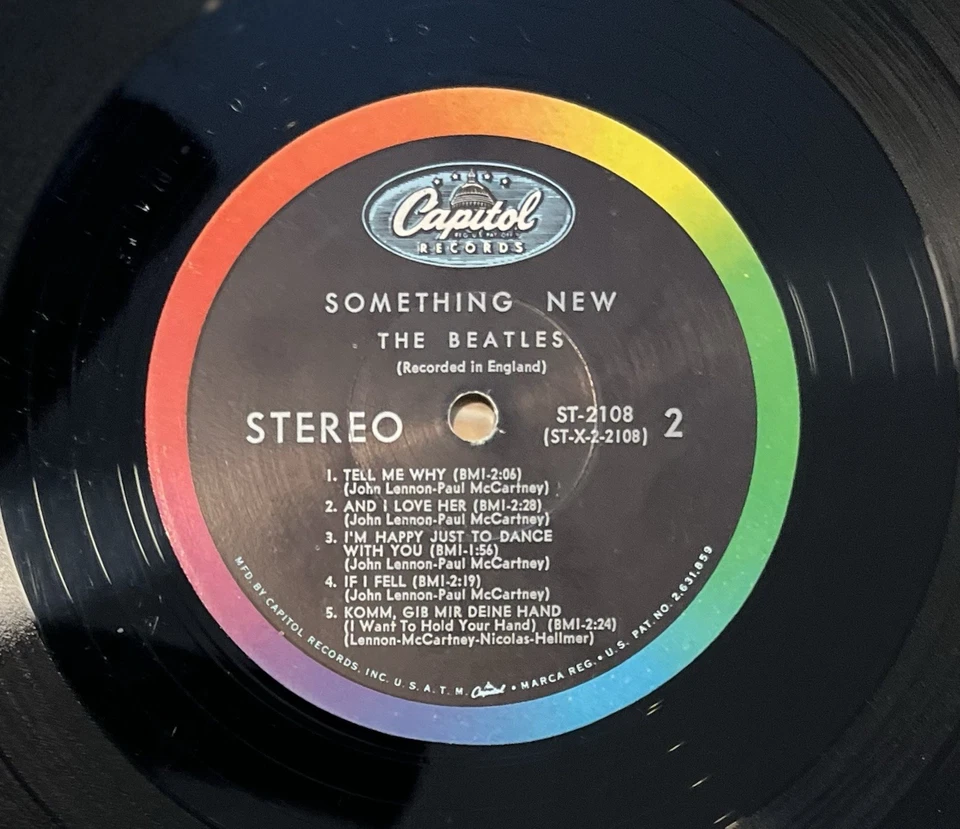 Capitol
REG. U.S. PAT. OFF.
RECORDS
SOMETHING NEW
THE BEATLES
(Recorded in England)
STEREO
ST-2108
(ST-X-2-2108)
2
1. TELL ME WHY (BMI-2:06)
(John Lennon-Paul McCartney)
2. AND I LOVE HER (BMI-2:28)
(John Lennon-Paul McCartney)
3. I'M HAPPY JUST TO DANCE
WITH YOU (BMI-1:56)
(John Lennon-Paul McCartney)
4. IF I FELL (BMI-2:19)
(John Lennon-Paul McCartney)
5. KOMM, GIB MIR DEINE HAND
(I Want To Hold Your Hand) (BMI-2:24)
(Lennon-McCartney-Nicolas-Hellmer)
MFD. BY CAPITOL RECORDS, INC. U. S. A. T. M. Capitol • MARCA REG. • U. S. PAT. NO. 2,631,859